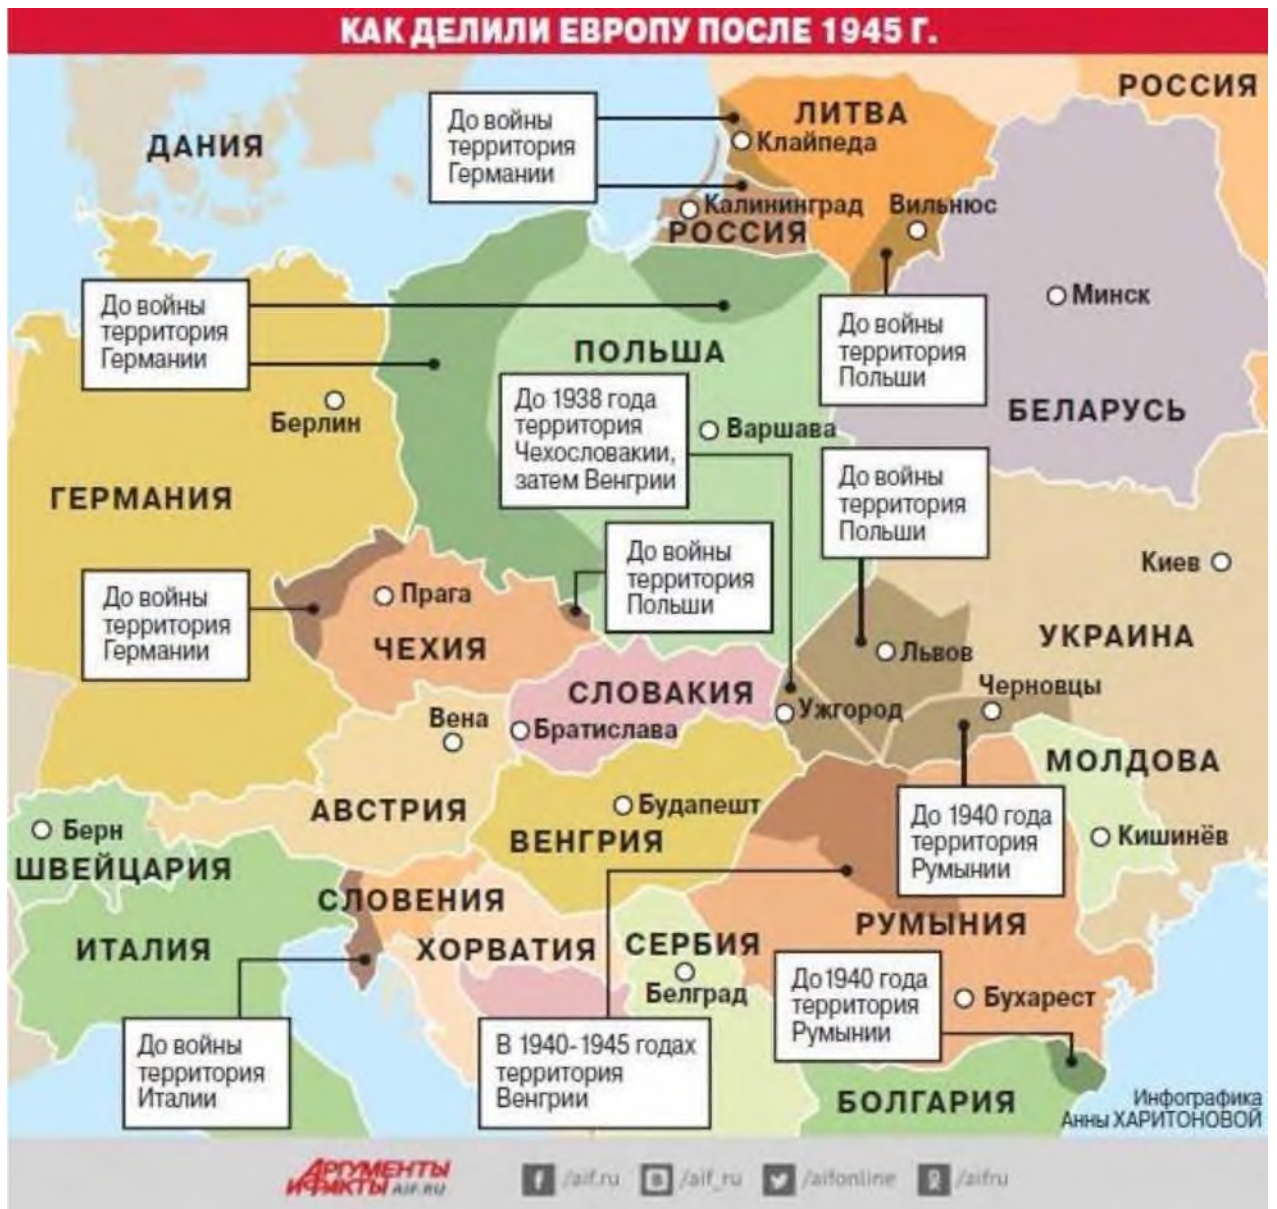 КАК ДЕЛИЛИ ЕВРОПУ ПОСЛЕ 1945 Г.
РОССИЯ
ДАНИЯ
До войны
территория
Германии
ЛИТВА
Клайпеда
Калининград
РОССИЯ
Вильнюс
До войны
территория
Германии
Минск
До войны
территория
Польши
ПОЛЬША
БЕЛАРУСЬ
Берлин
До 1938 года
территория
Чехословакии,
затем Венгрии
Варшава
ГЕРМАНИЯ
До войны
территория
Польши
Киев
До войны
территория
Польши
До войны
территория
Германии
Прага
ЧЕХИЯ
УКРАИНА
Львов
СЛОВАКИЯ
Черновцы
Вена
Братислава
Ужгород
МОЛДОВА
АВСТРИЯ
Будапешт
ВЕНГРИЯ
До 1940 года
территория
Румынии
Кишинёв
Берн
ШВЕЙЦАРИЯ
СЛОВЕНИЯ
ИТАЛИЯ
ХОРВАТИЯ
СЕРБИЯ
Белград
РУМЫНИЯ
До 1940 года
территория
Румынии
Бухарест
До войны
территория
Италии
В 1940-1945 годах
территория
Венгрии
БОЛГАРИЯ
Инфографика
Анны ХАРИТОНОВОЙ
АРГУМЕНТЫ
И ФАКТЫ AIF.RU
f /aif.ru
В /aif_ru
/aifonline
/aifru